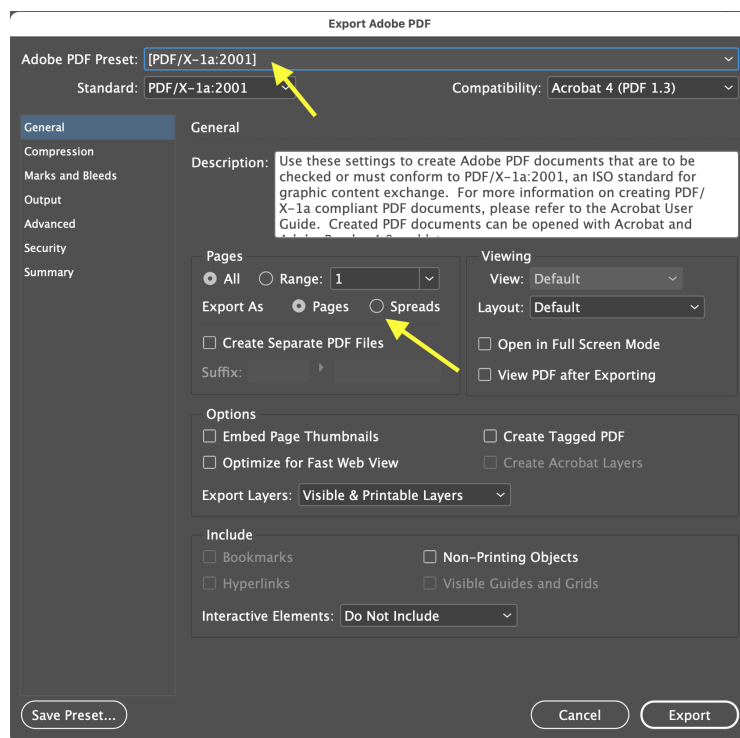 Export Adobe PDF
Adobe PDF Preset: [PDF/X-1a:2001]
Standard: PDF/X-1a:2001 Compatibility: Acrobat 4 (PDF 1.3)
General
Compression
Marks and Bleeds
Output
Advanced
Security
Summary
General
Description: Use these settings to create Adobe PDF documents that are to be
checked or must conform to PDF/X-1a:2001, an ISO standard for
graphic content exchange.  For more information on creating PDF/
X-1a compliant PDF documents, please refer to the Acrobat User
Guide.  Created PDF documents can be opened with Acrobat and
Pages
All Range: 1
Export As Pages Spreads
Create Separate PDF Files
Suffix:
Viewing
View: Default
Layout: Default
Open in Full Screen Mode
View PDF after Exporting
Options
Embed Page Thumbnails Create Tagged PDF
Optimize for Fast Web View Create Acrobat Layers
Export Layers: Visible & Printable Layers
Include
Bookmarks Non-Printing Objects
Hyperlinks Visible Guides and Grids
Interactive Elements: Do Not Include
Save Preset... Cancel Export